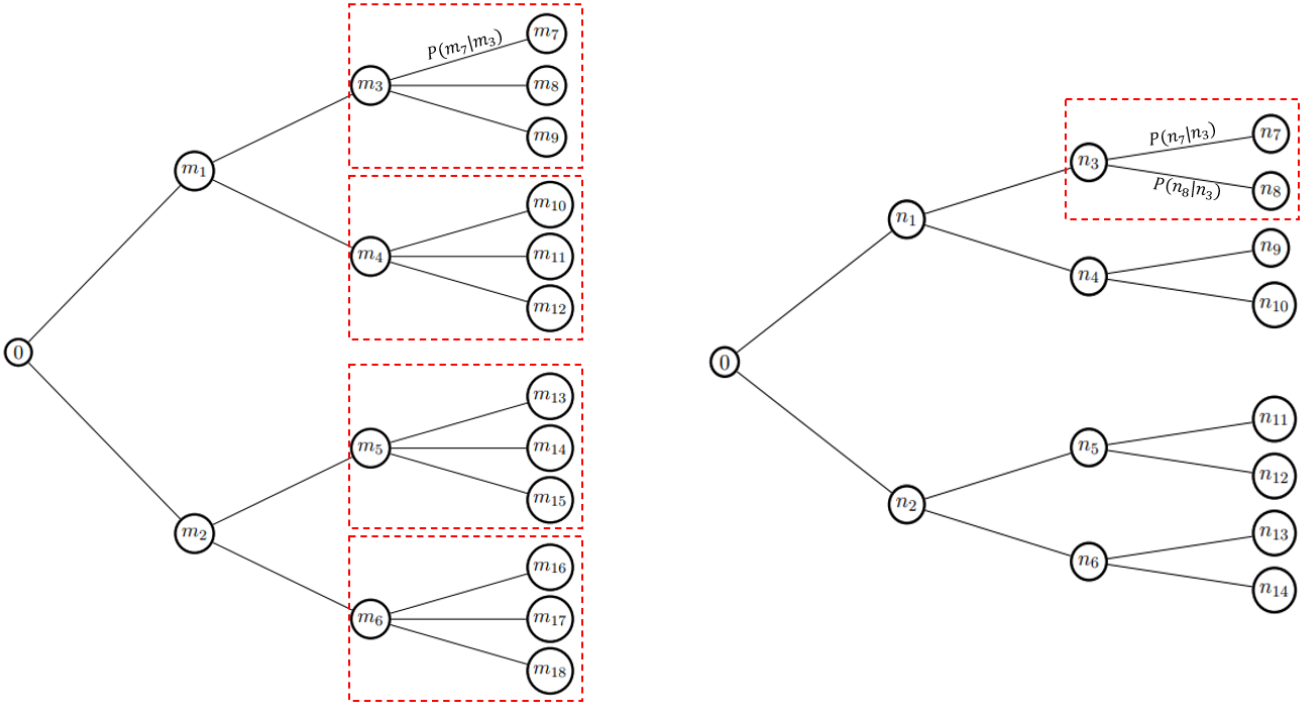 m₇
P(m₇|m₃)
m₃
m₈
m₉
m₁
m₁₀
m₄
m₁₁
m₁₂
0
m₁₃
m₅
m₁₄
m₁₅
m₂
m₁₆
m₆
m₁₇
m₁₈
n₇
P(n₇|n₃)
n₃
P(n₈|n₃)
n₈
n₁
n₉
n₄
n₁₀
0
n₁₁
n₅
n₁₂
n₂
n₁₃
n₆
n₁₄